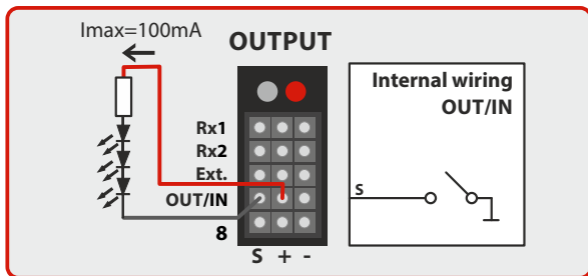 Imax=100mA
OUTPUT
Rx1
Rx2
Ext.
OUT/IN
8
S + -
Internal wiring
OUT/IN
S